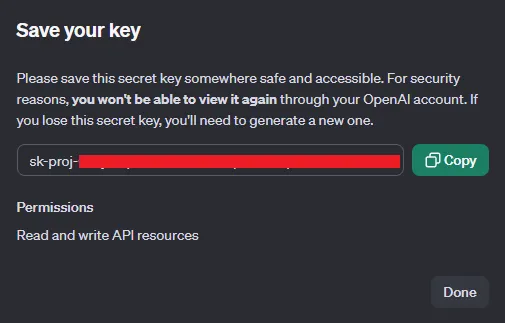 Save your key
Please save this secret key somewhere safe and accessible. For security
reasons, you won't be able to view it again through your OpenAI account. If
you lose this secret key, you'll need to generate a new one.
sk-proj-
Copy
Permissions
Read and write API resources
Done